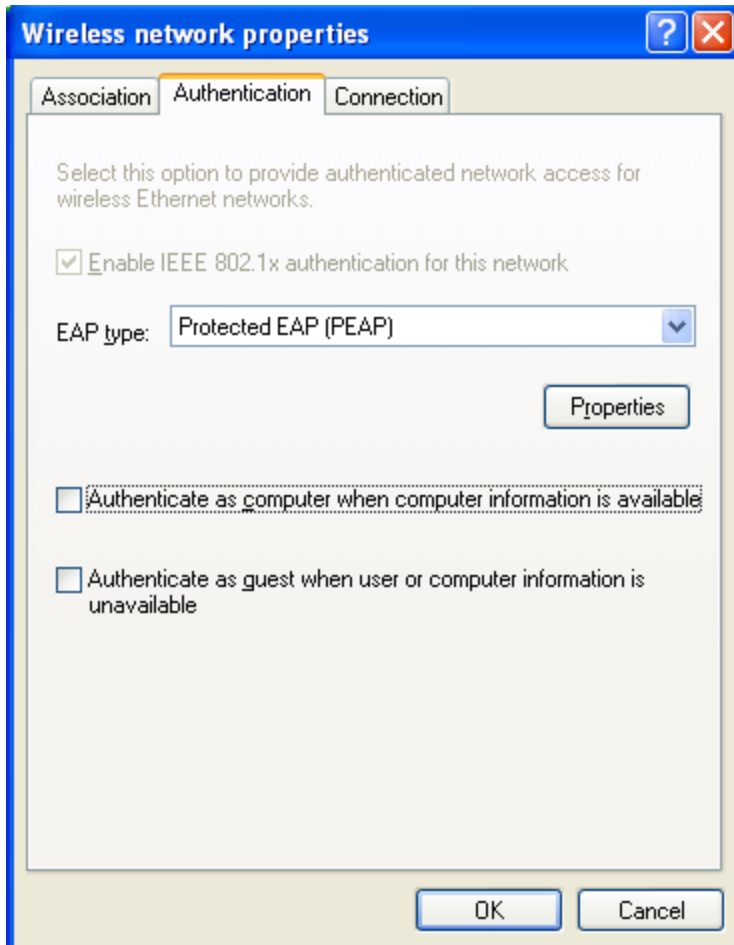 Wireless network properties
Association Authentication Connection
Select this option to provide authenticated network access for
wireless Ethernet networks.
Enable IEEE 802.1x authentication for this network
EAP type: Protected EAP (PEAP)
Properties
Authenticate as computer when computer information is available
Authenticate as guest when user or computer information is
unavailable
OK Cancel